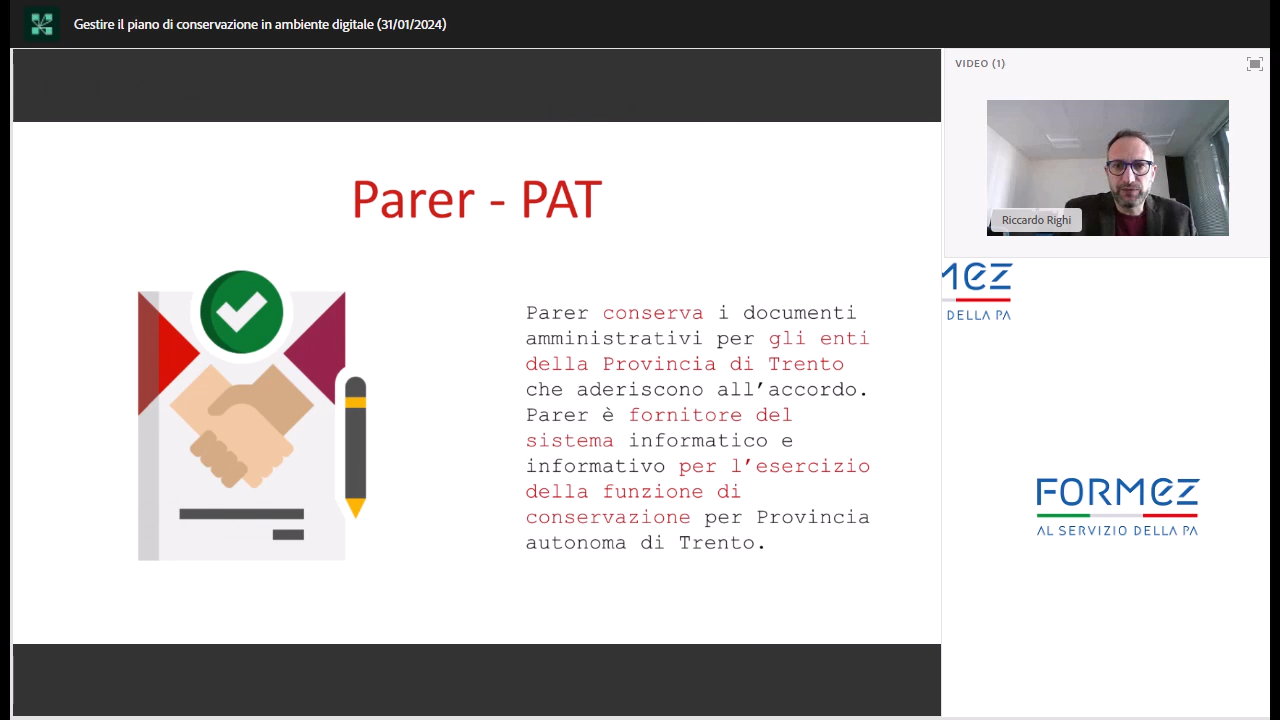 Gestire il piano di conservazione in ambiente digitale (31/01/2024)
VIDEO (1)
Riccardo Righi
Parer - PAT
Parer conserva i documenti
amministrativi per gli enti
della Provincia di Trento
che aderiscono all’accordo.
Parer è fornitore del
sistema informatico e
informativo per l’esercizio
della funzione di
conservazione per Provincia
autonoma di Trento.
MEZ
DELLA PA
FORMEZ
AL SERVIZIO DELLA PA